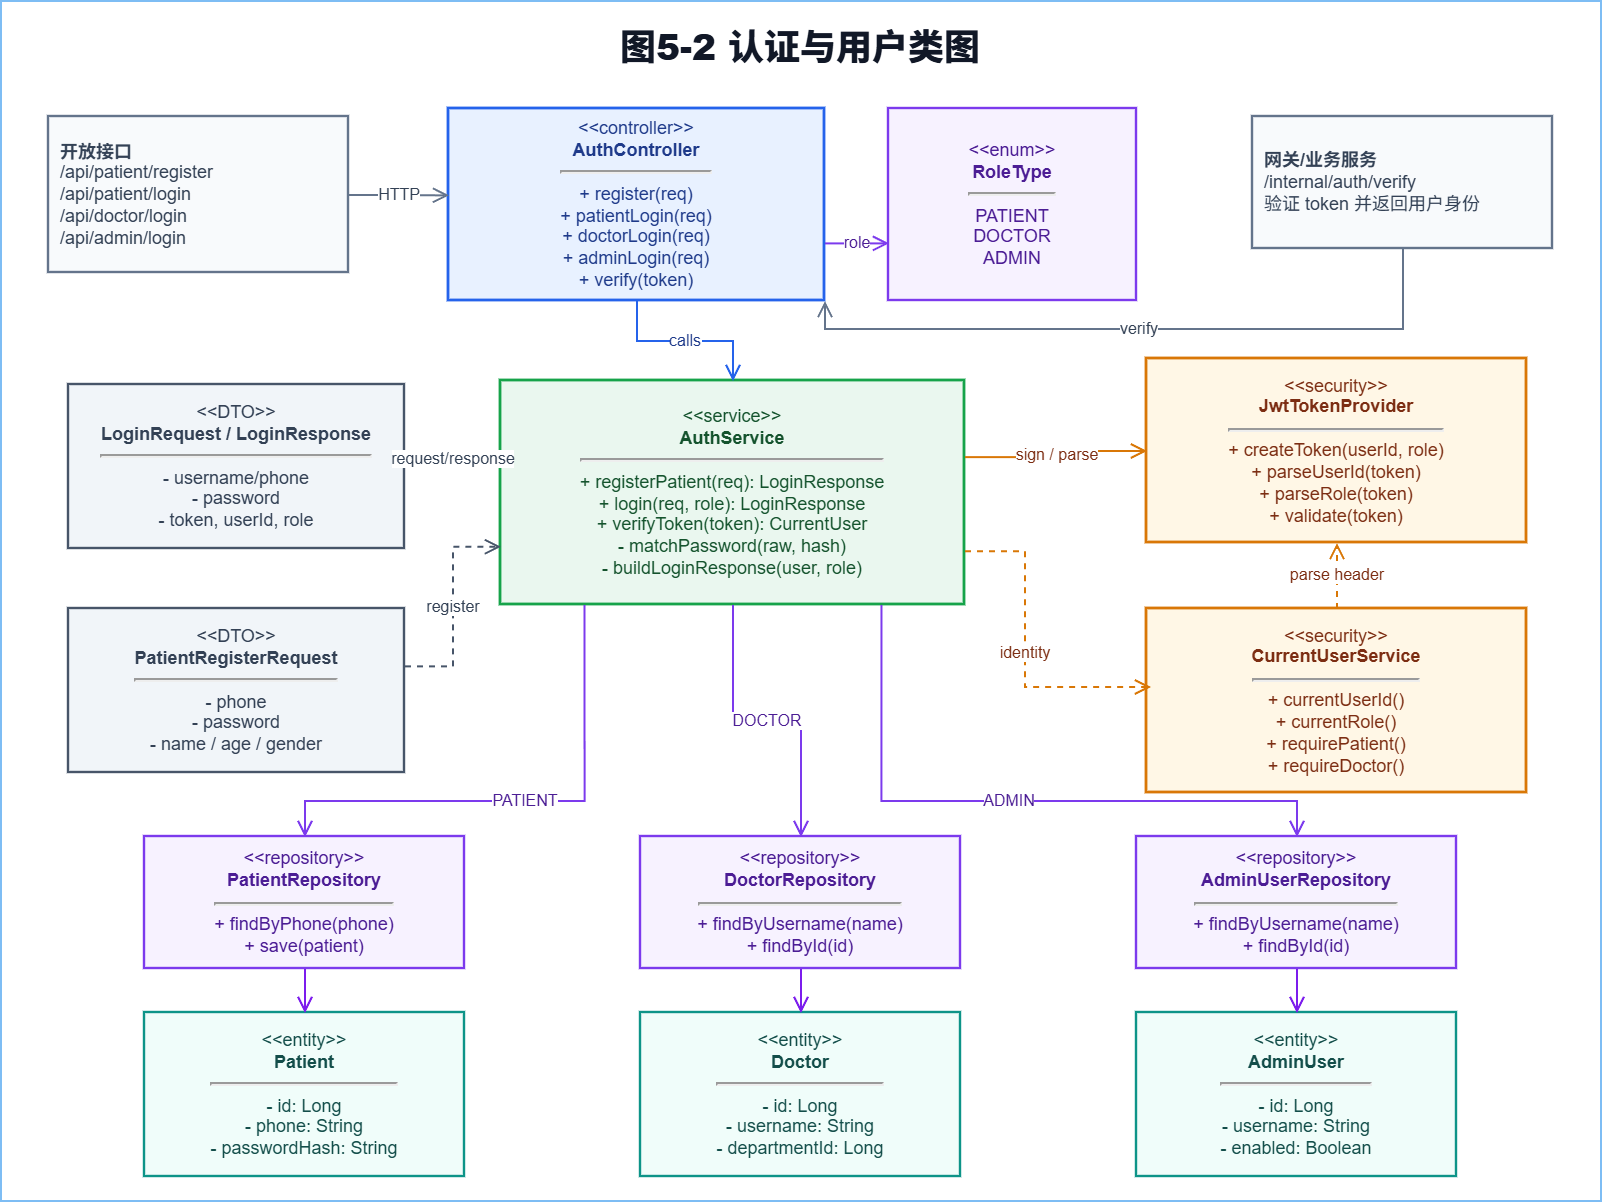 图5-2 认证与用户类图
开放接口
/api/patient/register
/api/patient/login
/api/doctor/login
/api/admin/login
HTTP
<<controller>>
AuthController
+ register(req)
+ patientLogin(req)
+ doctorLogin(req)
+ adminLogin(req)
+ verify(token)
role
<<enum>>
RoleType
PATIENT
DOCTOR
ADMIN
网关/业务服务
/internal/auth/verify
验证 token 并返回用户身份
verify
calls
<<DTO>>
LoginRequest / LoginResponse
- username/phone
- password
- token, userId, role
request/response
<<service>>
AuthService
+ registerPatient(req): LoginResponse
+ login(req, role): LoginResponse
+ verifyToken(token): CurrentUser
- matchPassword(raw, hash)
- buildLoginResponse(user, role)
sign / parse
<<security>>
JwtTokenProvider
+ createToken(userId, role)
+ parseUserId(token)
+ parseRole(token)
+ validate(token)
parse header
register
<<DTO>>
PatientRegisterRequest
- phone
- password
- name / age / gender
identity
<<security>>
CurrentUserService
+ currentUserId()
+ currentRole()
+ requirePatient()
+ requireDoctor()
DOCTOR
PATIENT
ADMIN
<<repository>>
PatientRepository
+ findByPhone(phone)
+ save(patient)
<<repository>>
DoctorRepository
+ findByUsername(name)
+ findById(id)
<<repository>>
AdminUserRepository
+ findByUsername(name)
+ findById(id)
<<entity>>
Patient
- id: Long
- phone: String
- passwordHash: String
<<entity>>
Doctor
- id: Long
- username: String
- departmentId: Long
<<entity>>
AdminUser
- id: Long
- username: String
- enabled: Boolean